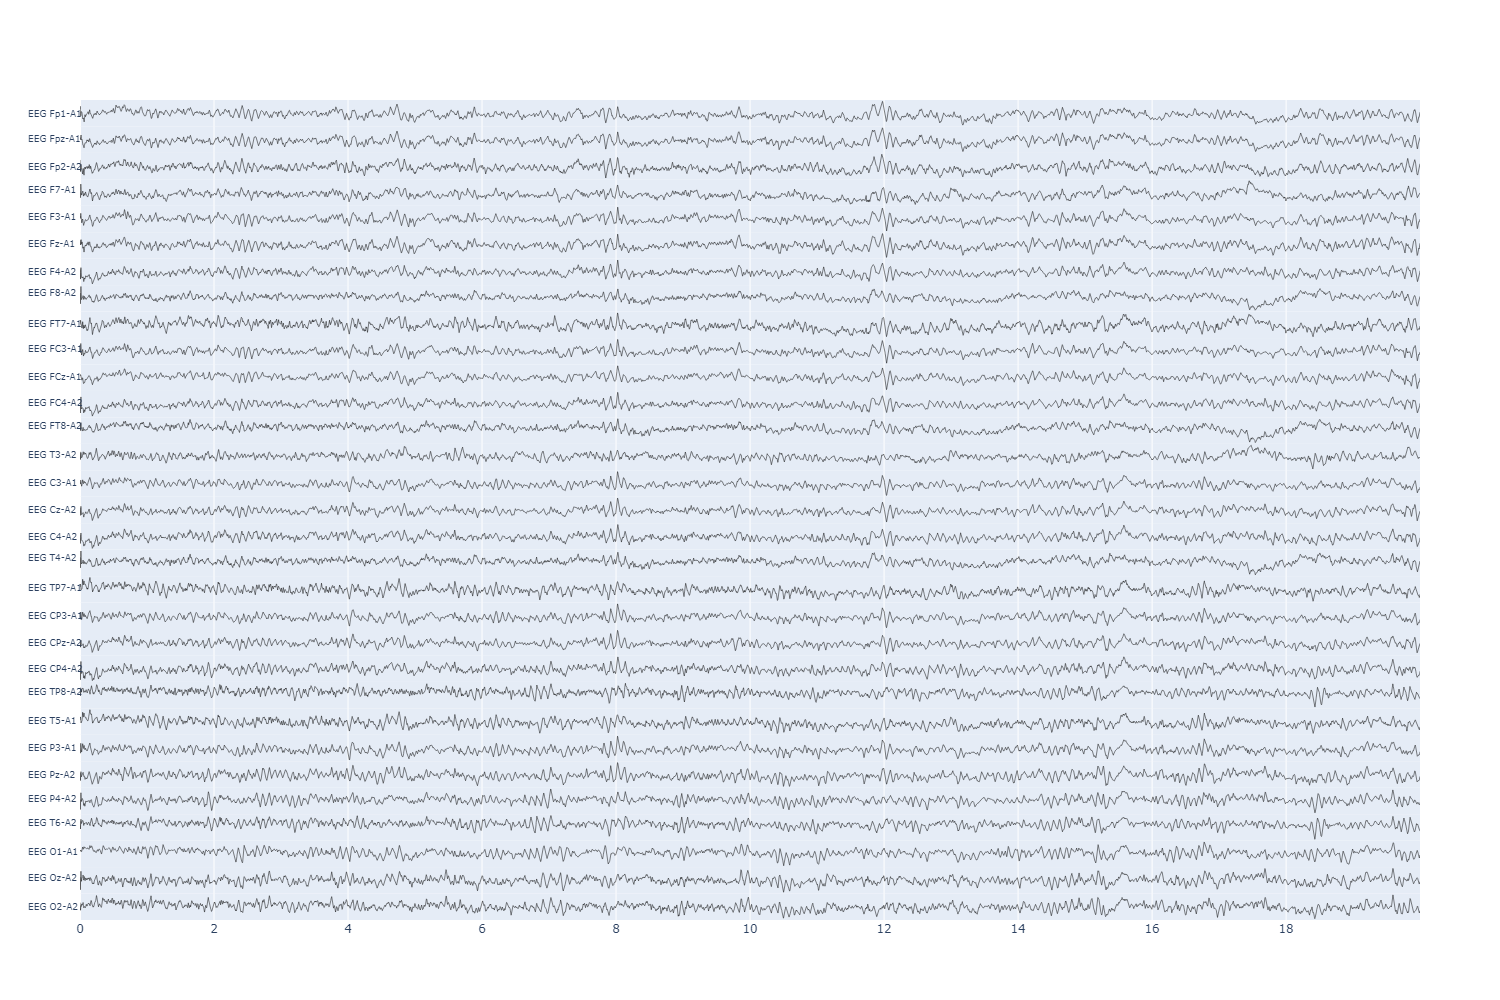 EEG Fp1-A1
EEG Fpz-A1
EEG Fp2-A2
EEG F7-A1
EEG F3-A1
EEG Fz-A1
EEG F4-A2
EEG F8-A2
EEG FT7-A1
EEG FC3-A1
EEG FCz-A1
EEG FC4-A2
EEG FT8-A2
EEG T3-A2
EEG C3-A1
EEG Cz-A2
EEG C4-A2
EEG T4-A2
EEG TP7-A1
EEG CP3-A1
EEG CPz-A2
EEG CP4-A2
EEG TP8-A2
EEG T5-A1
EEG P3-A1
EEG Pz-A2
EEG P4-A2
EEG T6-A2
EEG O1-A1
EEG Oz-A2
EEG O2-A2
0 2 4 6 8 10 12 14 16 18